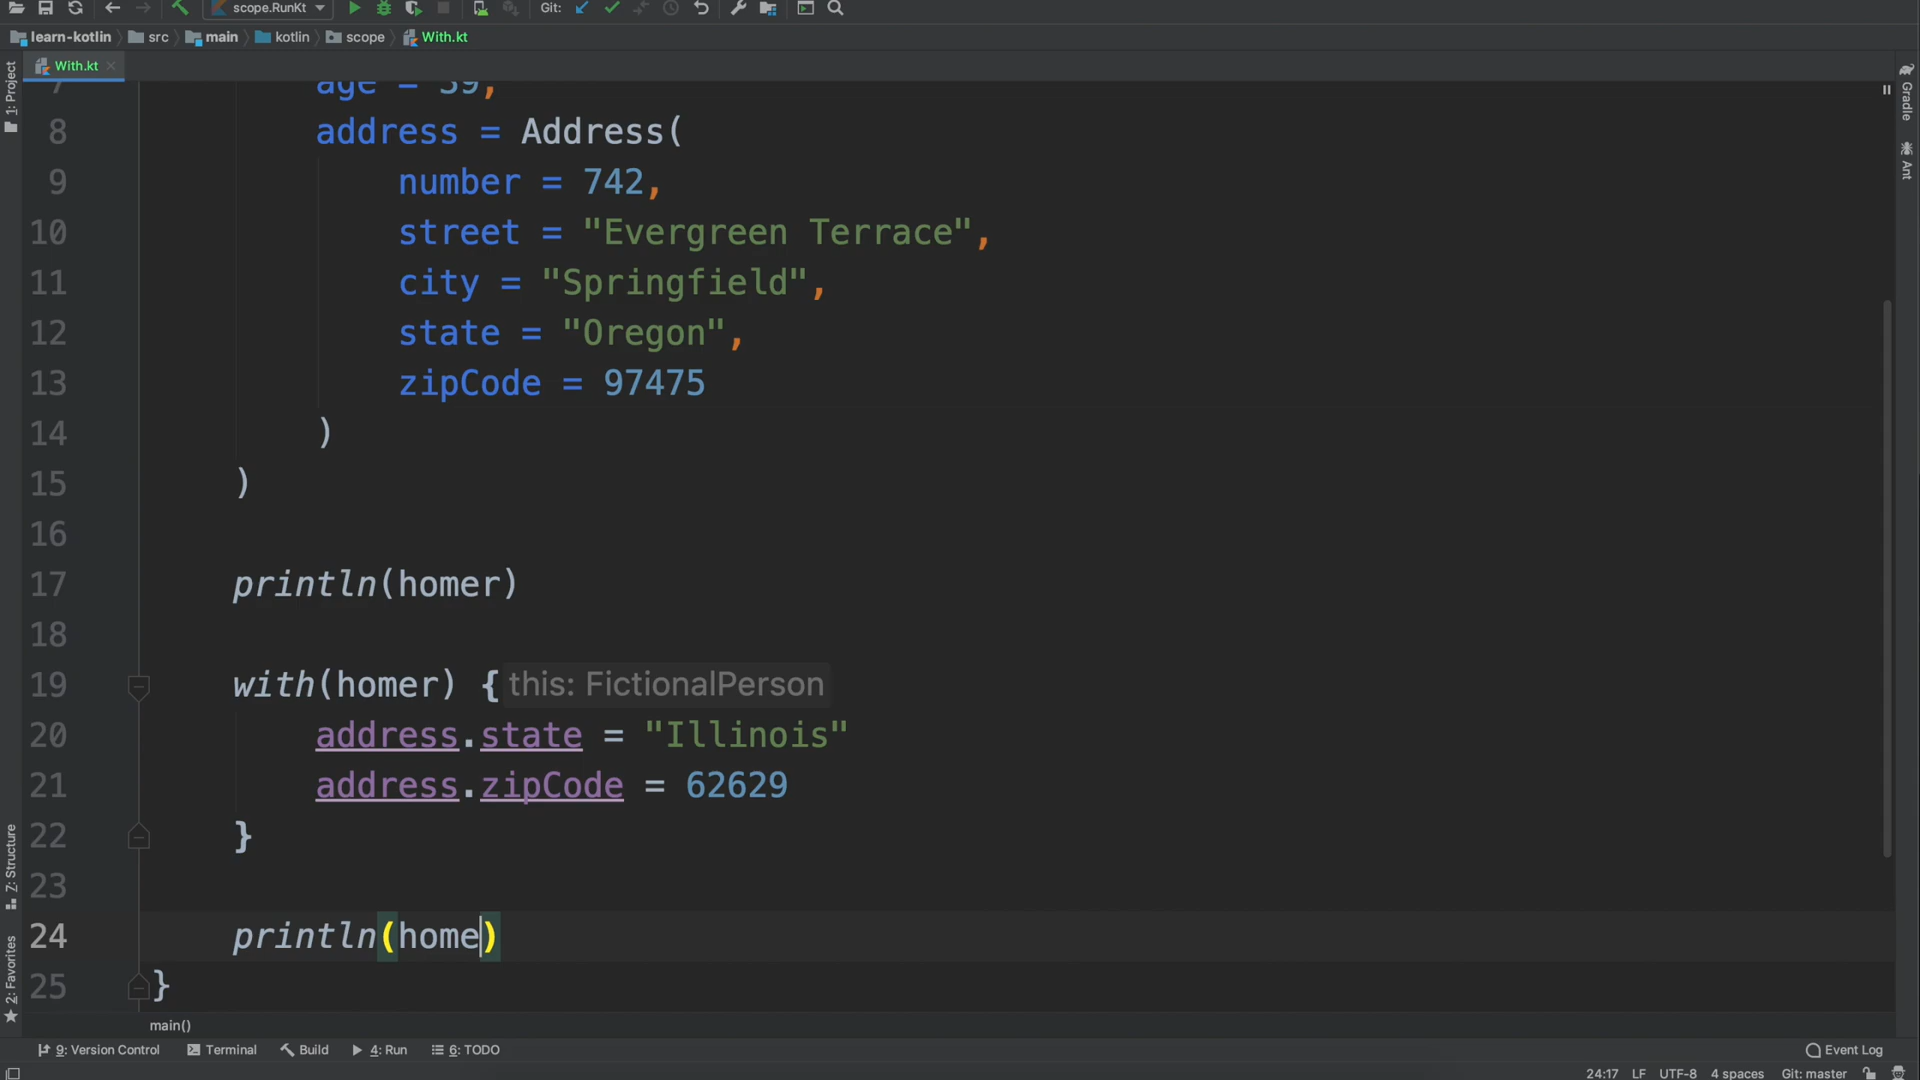 scope.RunKt Git:
learn-kotlin src main kotlin scope With.kt
With.kt
1: Project
Gradle
Ant
7 age = 39,
8 address = Address(
9 number = 742,
10 street = "Evergreen Terrace",
11 city = "Springfield",
12 state = "Oregon",
13 zipCode = 97475
14 )
15 )
16
17 println(homer)
18
19 with(homer) { this: FictionalPerson
20 address.state = "Illinois"
21 address.zipCode = 62629
22 }
23
24 println(home)
25 }
Z: Structure
2: Favorites
main()
9: Version Control Terminal Build 4: Run 6: TODO Event Log
24:17 LF UTF-8 4 spaces Git: master